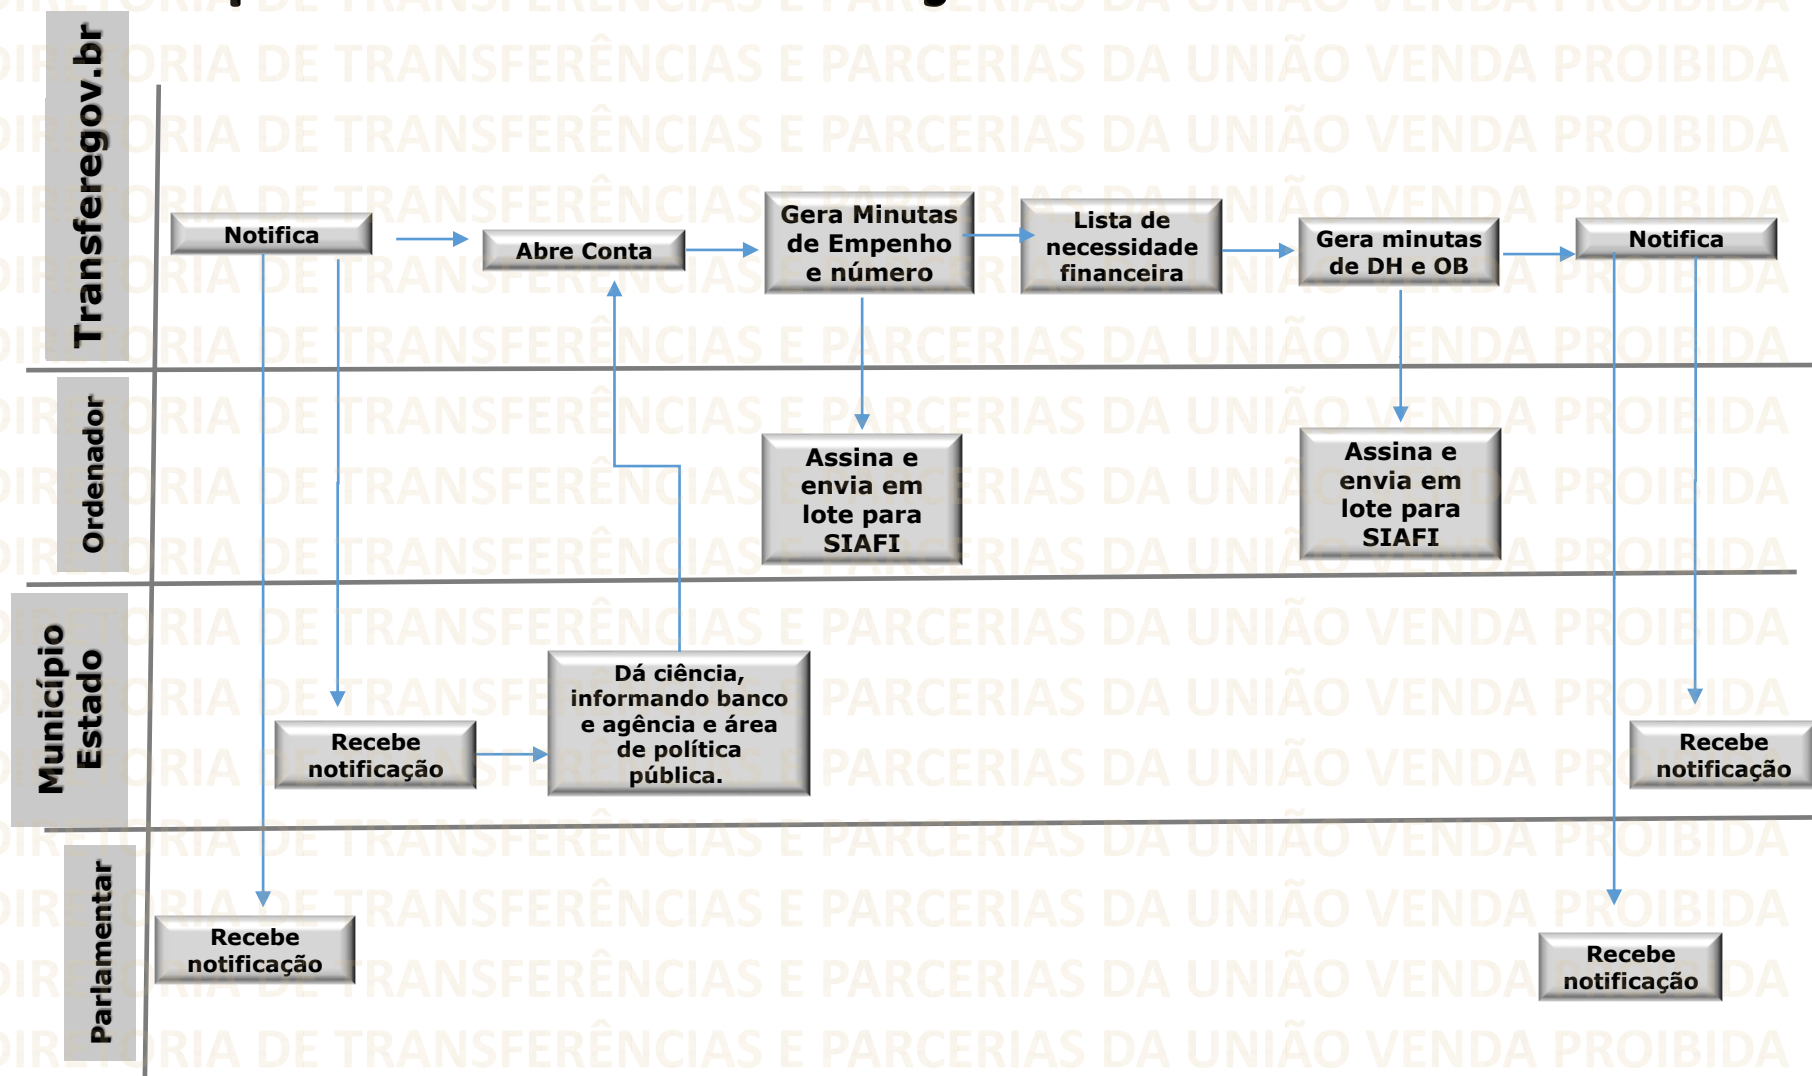 Transferegov.br
Notifica
Abre Conta
Gera Minutas
de Empenho
e número
Lista de
necessidade
financeira
Gera minutas
de DH e OB
Notifica
Ordenador
Assina e
envia em
lote para
SIAFI
Assina e
envia em
lote para
SIAFI
Município
Estado
Recebe
notificação
Dá ciência,
informando banco
e agência e área
de política
pública.
Recebe
notificação
Parlamentar
Recebe
notificação
Recebe
notificação
DIRETORIA DE TRANSFERÊNCIAS E PARCERIAS DA UNIÃO VENDA PROIBIDA